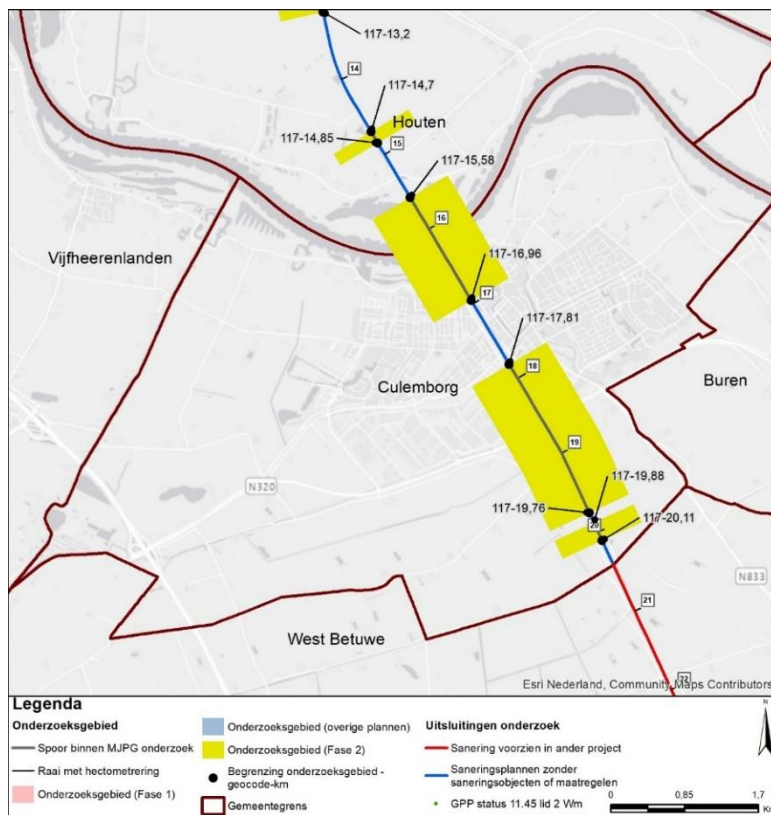 117-13,2
14
117-14,7
Houten
117-14,85
15
117-15,58
16
Vijfheerenlanden
117-16,96
17
117-17,81
18
Culemborg
Buren
19
N320
117-19,88
117-19,76
20
117-20,11
N833
21
West Betuwe
22
Esri Nederland, Community Maps Contributors
Legenda
Onderzoeksgebied
Spoor binnen MJPG onderzoek
Raai met hectometrering
Onderzoeksgebied (Fase 1)
Onderzoeksgebied (overige plannen)
Onderzoeksgebied (Fase 2)
Begrenzing onderzoeksgebied -
geocode-km
Gemeentegrens
Uitsluitingen onderzoek
Sanering voorzien in ander project
Saneringsplannen zonder
saneringsobjecten of maatregelen
GPP status 11.45 lid 2 Wm
N
0 0,85 1,7